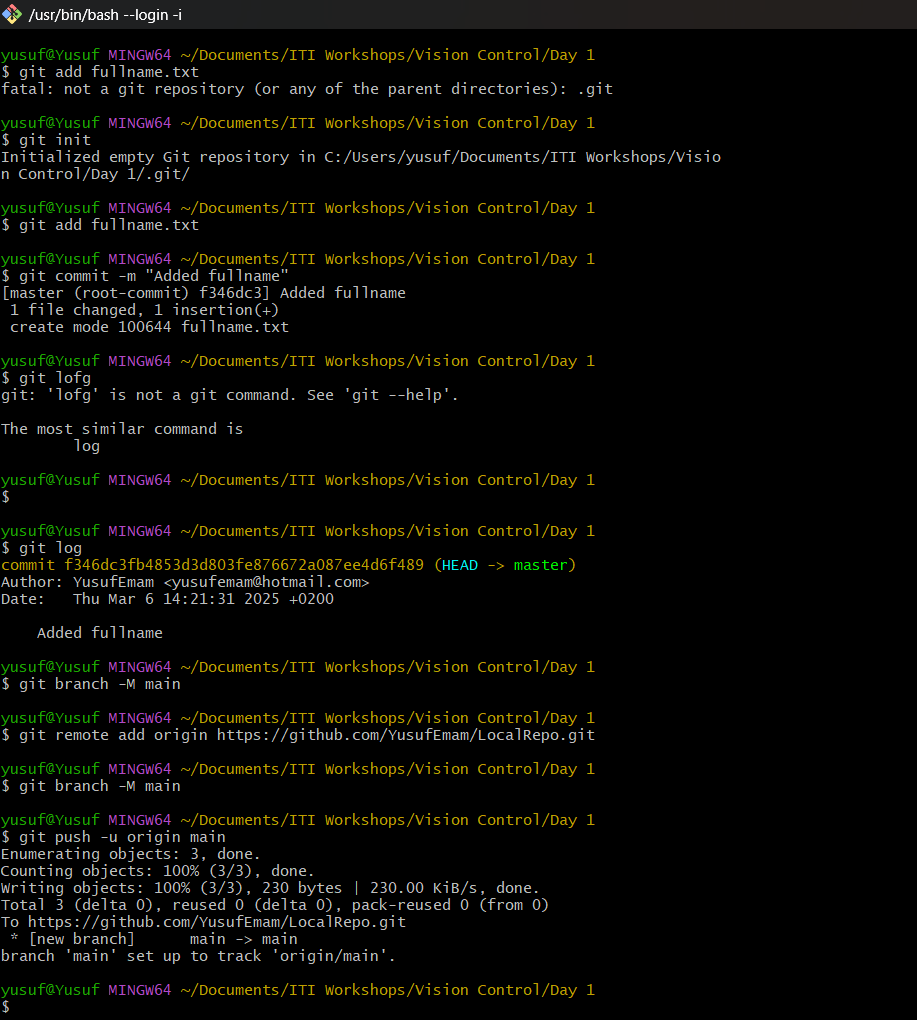 /usr/bin/bash --login -i
yusuf@Yusuf MINGW64 ~/Documents/ITI Workshops/Vision Control/Day 1
$ git add fullname.txt
fatal: not a git repository (or any of the parent directories): .git
yusuf@Yusuf MINGW64 ~/Documents/ITI Workshops/Vision Control/Day 1
$ git init
Initialized empty Git repository in C:/Users/yusuf/Documents/ITI Workshops/Visio
n Control/Day 1/.git/
yusuf@Yusuf MINGW64 ~/Documents/ITI Workshops/Vision Control/Day 1
$ git add fullname.txt
yusuf@Yusuf MINGW64 ~/Documents/ITI Workshops/Vision Control/Day 1
$ git commit -m "Added fullname"
[master (root-commit) f346dc3] Added fullname
 1 file changed, 1 insertion(+)
 create mode 100644 fullname.txt
yusuf@Yusuf MINGW64 ~/Documents/ITI Workshops/Vision Control/Day 1
$ git lofg
git: 'lofg' is not a git command. See 'git --help'.
The most similar command is
        log
yusuf@Yusuf MINGW64 ~/Documents/ITI Workshops/Vision Control/Day 1
$
yusuf@Yusuf MINGW64 ~/Documents/ITI Workshops/Vision Control/Day 1
$ git log
commit f346dc3fb4853d3d803fe876672a087ee4d6f489 (HEAD -> master)
Author: YusufEmam <yusufemam@hotmail.com>
Date:   Thu Mar 6 14:21:31 2025 +0200
    Added fullname
yusuf@Yusuf MINGW64 ~/Documents/ITI Workshops/Vision Control/Day 1
$ git branch -M main
yusuf@Yusuf MINGW64 ~/Documents/ITI Workshops/Vision Control/Day 1
$ git remote add origin https://github.com/YusufEmam/LocalRepo.git
yusuf@Yusuf MINGW64 ~/Documents/ITI Workshops/Vision Control/Day 1
$ git branch -M main
yusuf@Yusuf MINGW64 ~/Documents/ITI Workshops/Vision Control/Day 1
$ git push -u origin main
Enumerating objects: 3, done.
Counting objects: 100% (3/3), done.
Writing objects: 100% (3/3), 230 bytes | 230.00 KiB/s, done.
Total 3 (delta 0), reused 0 (delta 0), pack-reused 0 (from 0)
To https://github.com/YusufEmam/LocalRepo.git
 * [new branch]      main -> main
branch 'main' set up to track 'origin/main'.
yusuf@Yusuf MINGW64 ~/Documents/ITI Workshops/Vision Control/Day 1
$